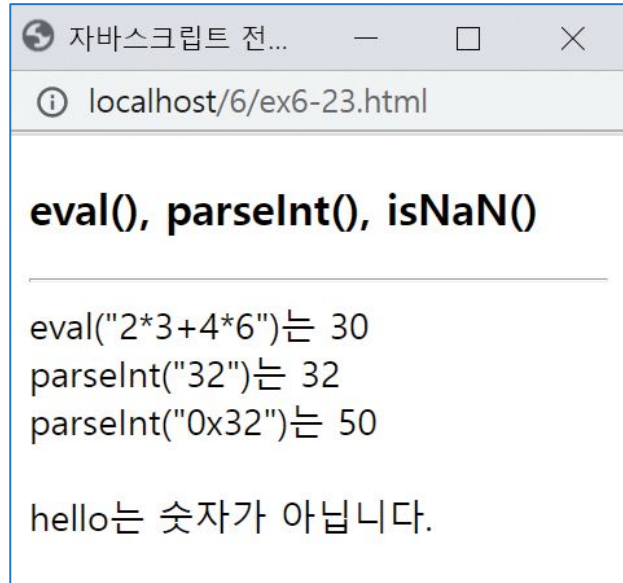 자바스크립트 전...
localhost/6/ex6-23.html
eval(), parseInt(), isNaN()
eval("2*3+4*6")는 30
parseInt("32")는 32
parseInt("0x32")는 50
hello는 숫자가 아닙니다.